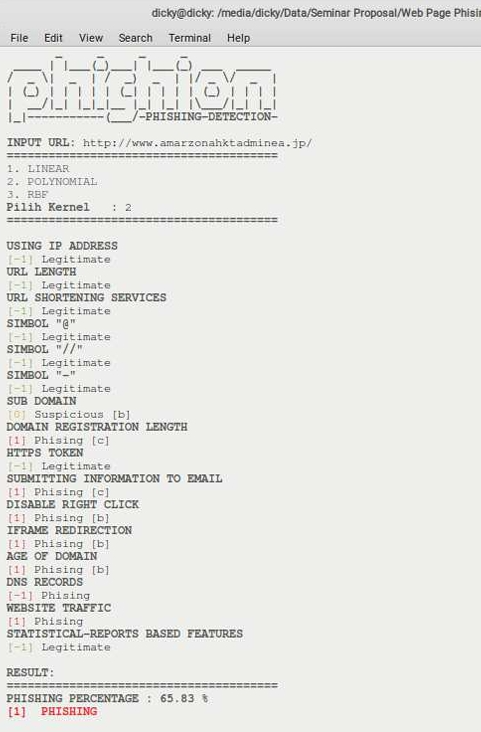 dicky@dicky: /media/dicky/Data/Seminar Proposal/Web Page Phisin
File Edit View Search Terminal Help
-PHISHING-DETECTION-
INPUT URL: http://www.amarzonahktadminea.jp/
=======================================
1. LINEAR
2. POLYNOMIAL
3. RBF
Pilih Kernel : 2
=======================================
USING IP ADDRESS
[-1] Legitimate
URL LENGTH
[-1] Legitimate
URL SHORTENING SERVICES
[-1] Legitimate
SIMBOL "@"
[-1] Legitimate
SIMBOL "//"
[-1] Legitimate
SIMBOL "-"
[-1] Legitimate
SUB DOMAIN
[0] Suspicious [b]
DOMAIN REGISTRATION LENGTH
[1] Phising [c]
HTTPS TOKEN
[-1] Legitimate
SUBMITTING INFORMATION TO EMAIL
[1] Phising [c]
DISABLE RIGHT CLICK
[1] Phising [b]
IFRAME REDIRECTION
[1] Phising [b]
AGE OF DOMAIN
[1] Phising [b]
DNS RECORDS
[-1] Phising
WEBSITE TRAFFIC
[1] Phising
STATISTICAL-REPORTS BASED FEATURES
[-1] Legitimate
RESULT:
=======================================
PHISHING PERCENTAGE : 65.83 %
[1] PHISHING